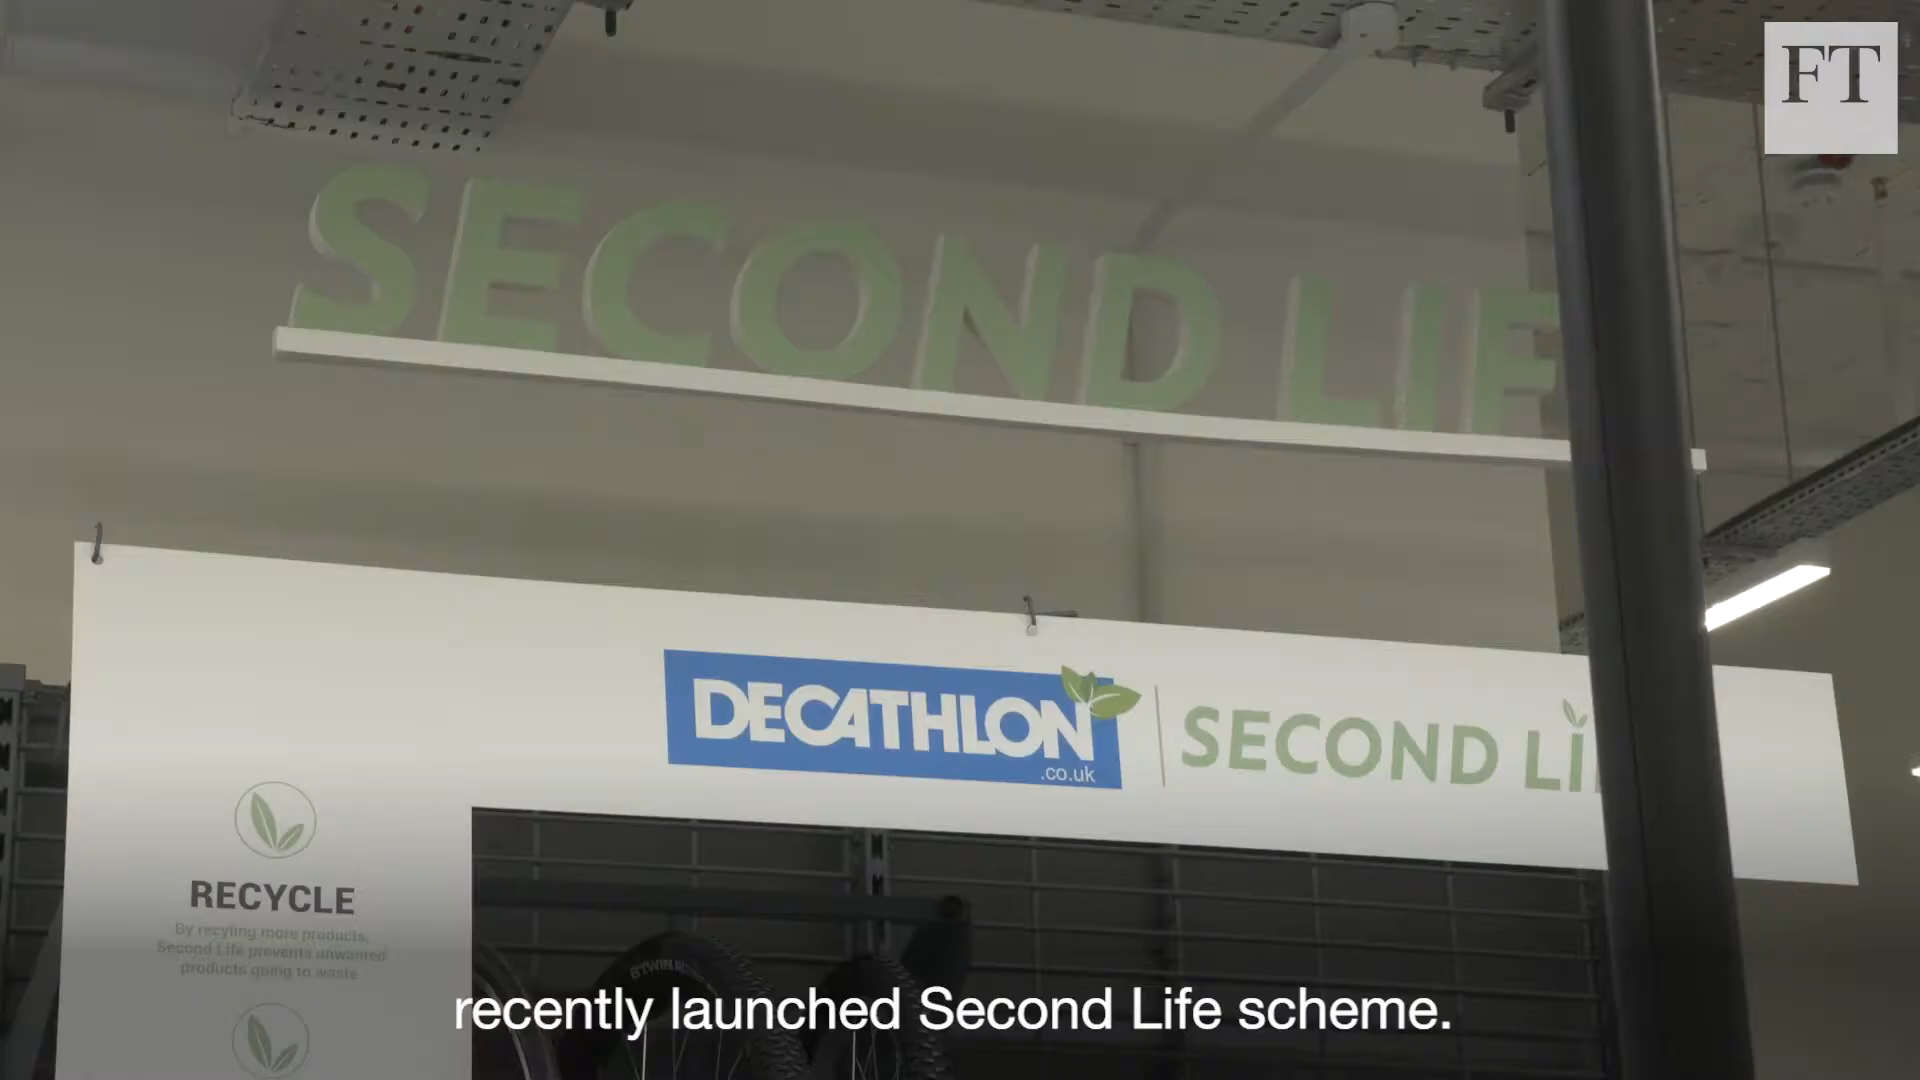 FT
SECOND LIF
DECATHLON
.co.uk
SECOND LI
RECYCLE
By recyling more products,
Second Life prevents unwanted
products going to waste
BTWIN
recently launched Second Life scheme.